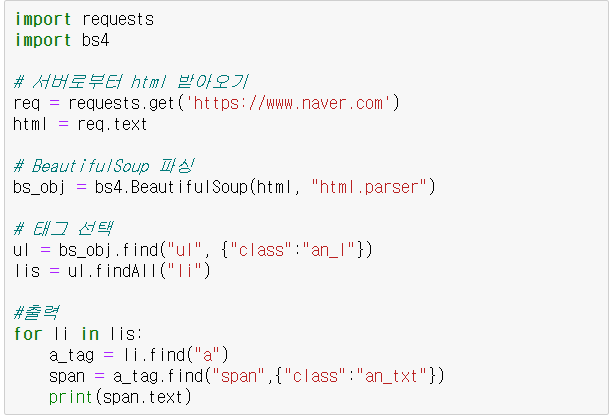 import requests
import bs4
# 서버로부터 html 받아오기
req = requests.get('https://www.naver.com')
html = req.text
# BeautifulSoup 파싱
bs_obj = bs4.BeautifulSoup(html, "html.parser")
# 태그 선택
ul = bs_obj.find("ul", {"class":"an_l"})
lis = ul.findAll("li")
#출력
for li in lis:
    a_tag = li.find("a")
    span = a_tag.find("span",{"class":"an_txt"})
    print(span.text)